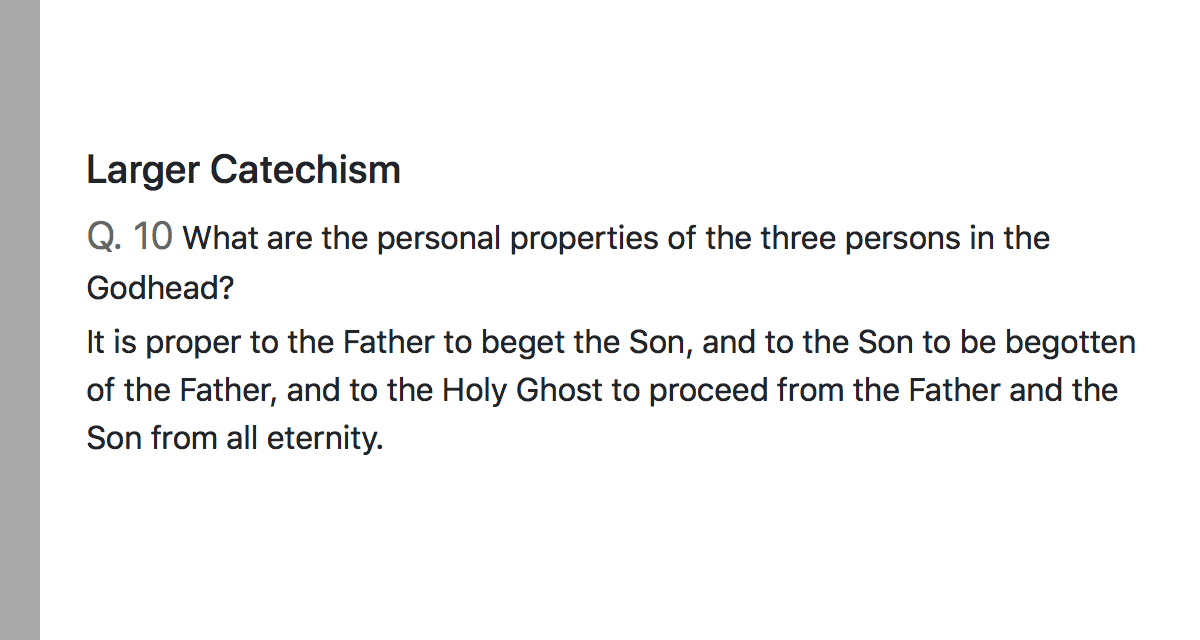 Larger Catechism
Q. 10 What are the personal properties of the three persons in the
Godhead?
It is proper to the Father to beget the Son, and to the Son to be begotten
of the Father, and to the Holy Ghost to proceed from the Father and the
Son from all eternity.